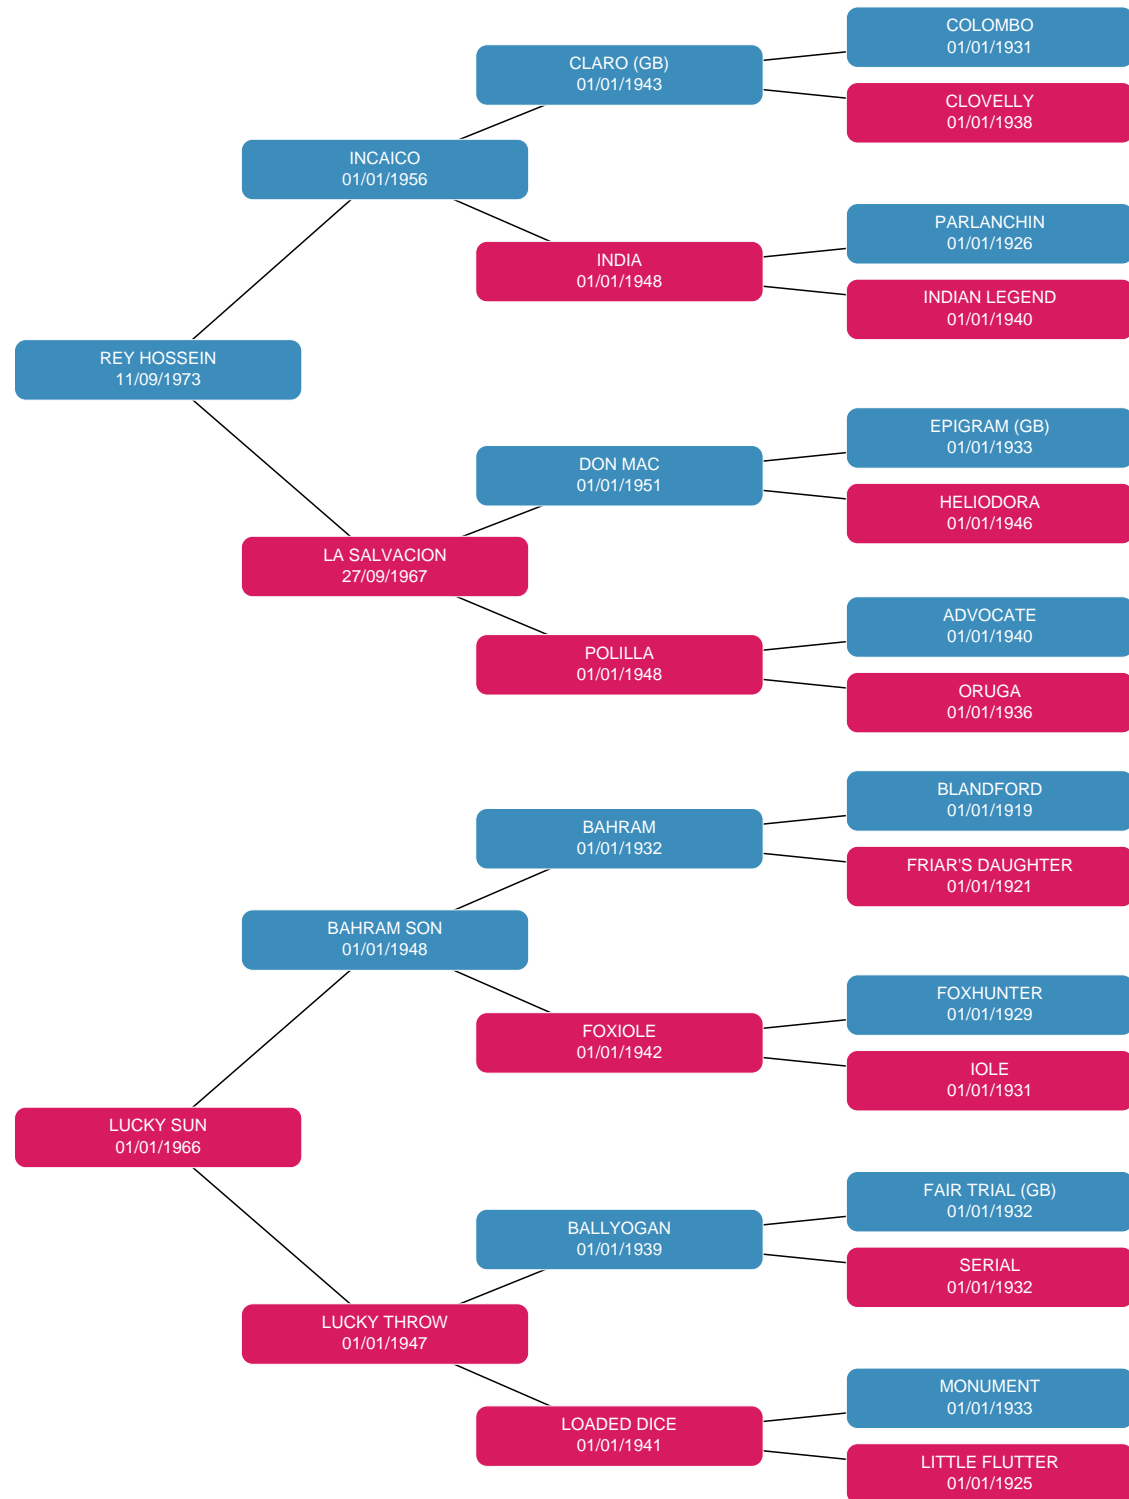 COLOMBO
01/01/1931
CLARO (GB)
01/01/1943
CLOVELLY
01/01/1938
INCAICO
01/01/1956
PARLANCHIN
01/01/1926
INDIA
01/01/1948
INDIAN LEGEND
01/01/1940
REY HOSSEIN
11/09/1973
EPIGRAM (GB)
01/01/1933
DON MAC
01/01/1951
HELIODORA
01/01/1946
LA SALVACION
27/09/1967
ADVOCATE
01/01/1940
POLILLA
01/01/1948
ORUGA
01/01/1936
BLANDFORD
01/01/1919
BAHRAM
01/01/1932
FRIAR'S DAUGHTER
01/01/1921
BAHRAM SON
01/01/1948
FOXHUNTER
01/01/1929
FOXIOLE
01/01/1942
IOLE
01/01/1931
LUCKY SUN
01/01/1966
FAIR TRIAL (GB)
01/01/1932
BALLYOGAN
01/01/1939
SERIAL
01/01/1932
LUCKY THROW
01/01/1947
MONUMENT
01/01/1933
LOADED DICE
01/01/1941
LITTLE FLUTTER
01/01/1925